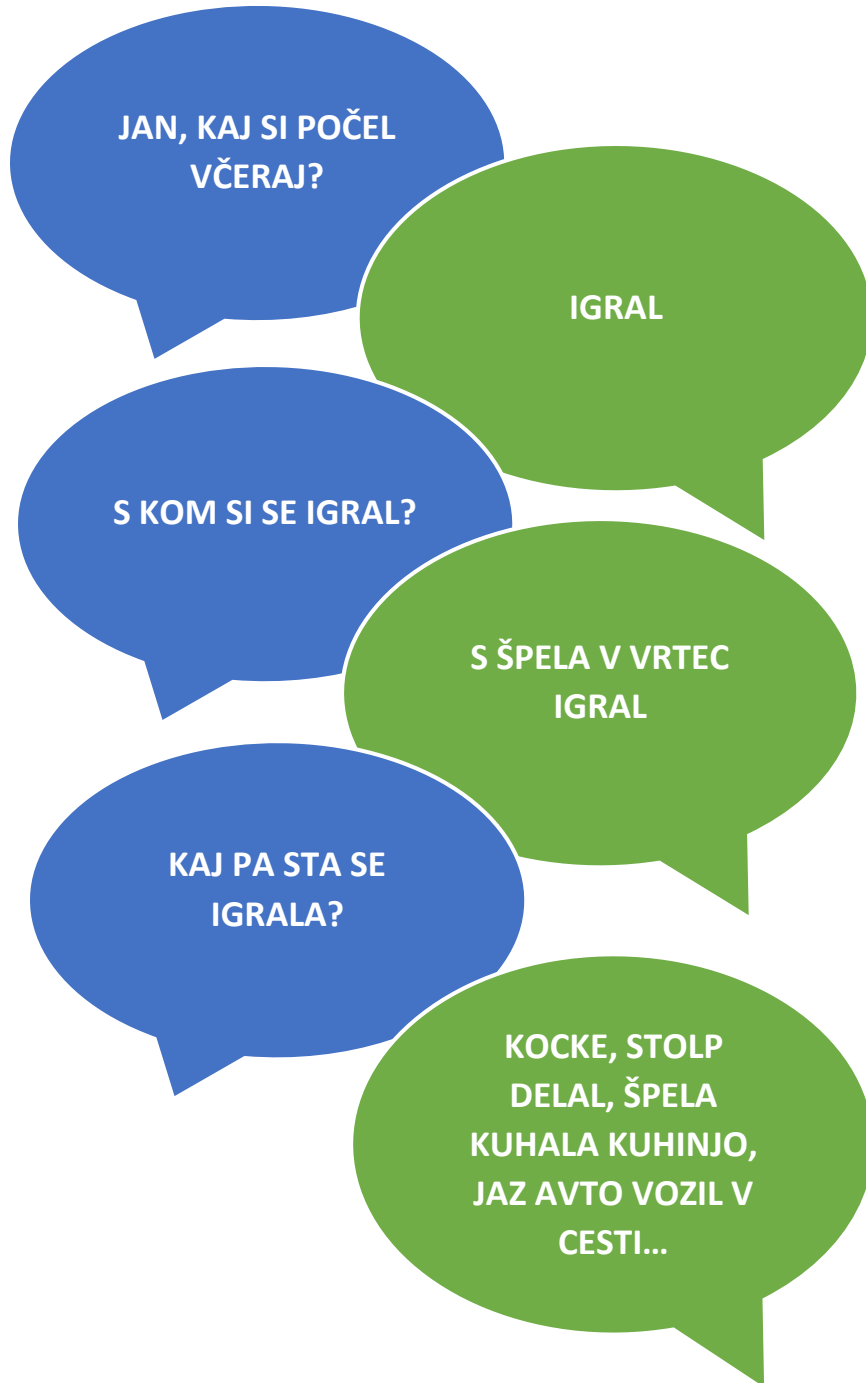 JAN, KAJ SI POČEL
VČERAJ?
IGRAL
S KOM SI SE IGRAL?
S ŠPELA V VRTEC
IGRAL
KAJ PA STA SE
IGRALA?
KOCKE, STOLP
DELAL, ŠPELA
KUHALA KUHINJO,
JAZ AVTO VOZIL V
CESTI...